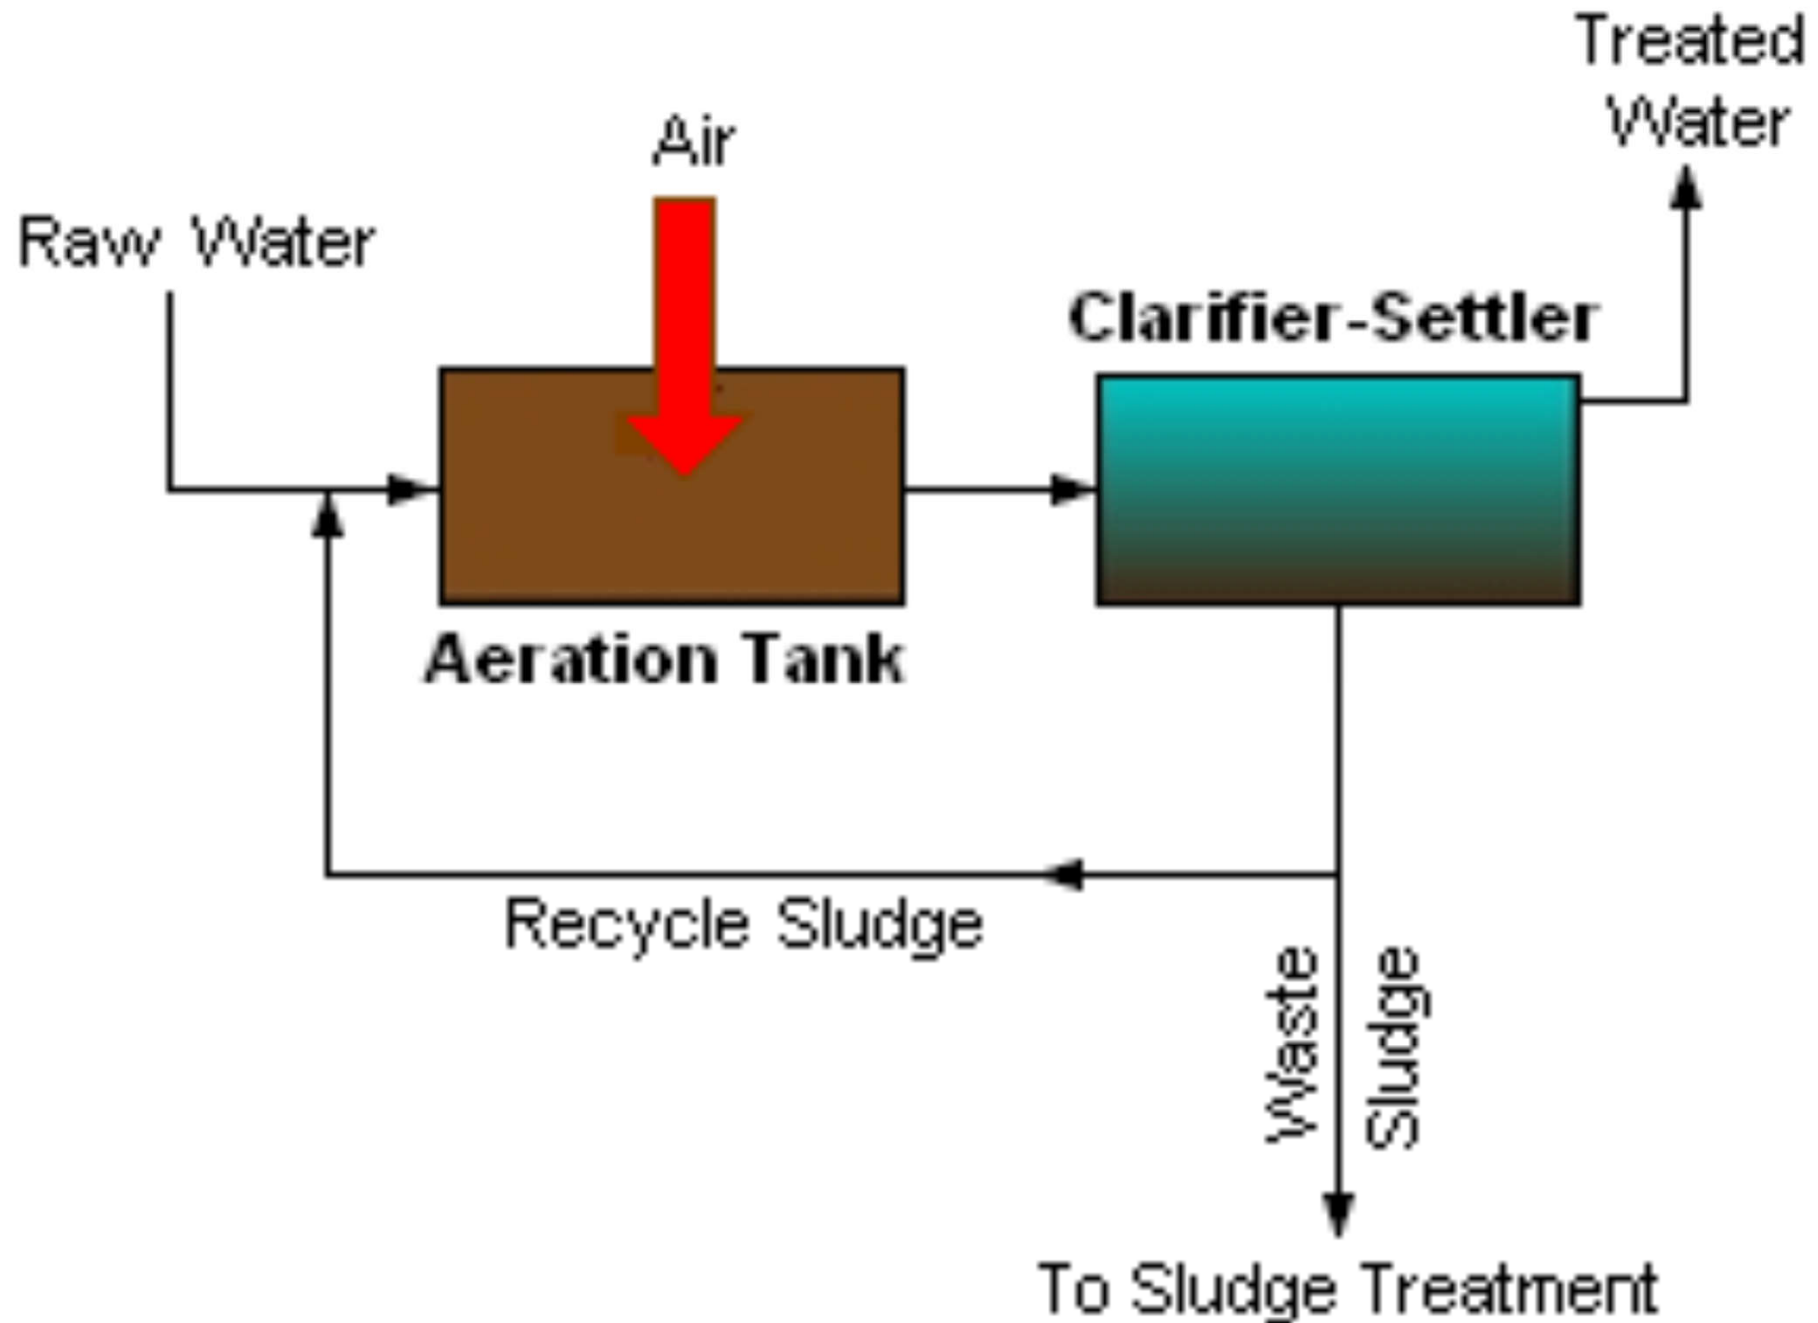 Treated
Water
Air
Raw Water
Clarifier-Settler
Aeration Tank
Recycle Sludge
Waste
Sludge
To Sludge Treatment